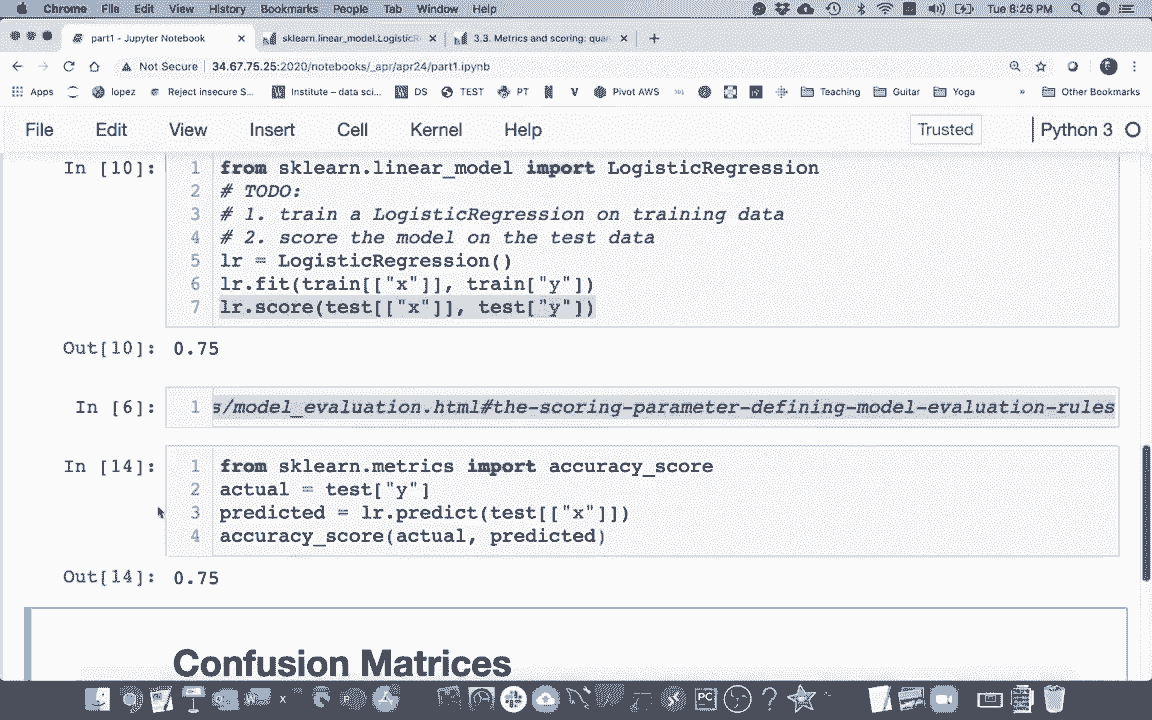 Chrome File Edit View History Bookmarks People Tab Window Help Tue 8:26 PM
part1 - Jupyter Notebook sklearn.linear_model.LogisticR 3.3. Metrics and scoring: quan
Not Secure 34.67.75.25:2020/notebooks/_apr/apr24/part1.ipynb
Apps lopez Reject insecure S... Institute – data sci... DS TEST PT V Pivot AWS Teaching Guitar Yoga » Other Bookmarks
File Edit View Insert Cell Kernel Help Trusted Python 3
In [10]: 1 from sklearn.linear_model import LogisticRegression
2 # TODO:
3 # 1. train a LogisticRegression on training data
4 # 2. score the model on the test data
5 lr = LogisticRegression()
6 lr.fit(train[["x"]], train["y"])
7 lr.score(test[["x"]], test["y"])
Out[10]: 0.75
In [6]: 1 s/model_evaluation.html#the-scoring-parameter-defining-model-evaluation-rules
In [14]: 1 from sklearn.metrics import accuracy_score
2 actual = test["y"]
3 predicted = lr.predict(test[["x"]])
4 accuracy_score(actual, predicted)
Out[14]: 0.75
Confusion Matrices